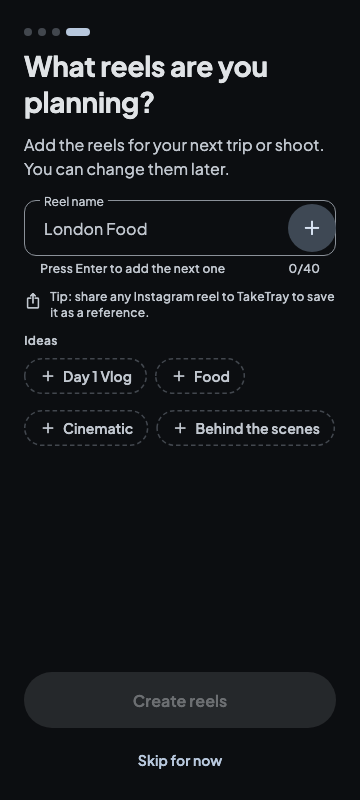 What reels are you
planning?
Add the reels for your next trip or shoot.
You can change them later.
Reel name
London Food
Press Enter to add the next one 0/40
Tip: share any Instagram reel to TakeTray to save
it as a reference.
Ideas
+ Day 1 Vlog + Food
+ Cinematic + Behind the scenes
Create reels
Skip for now